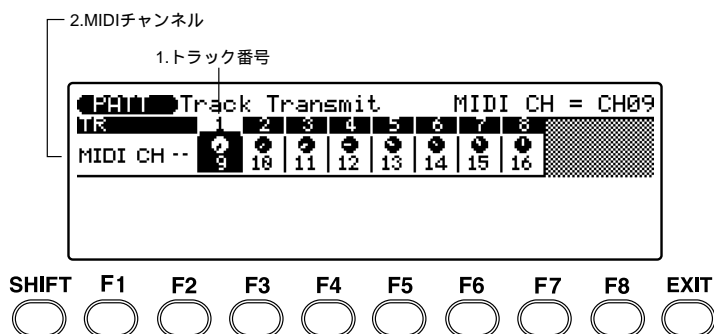 2.MIDIチャンネル
1.トラック番号
PATT Track Transmit MIDI CH = CH09
TR 1 2 3 4 5 6 7 8
MIDI CH -- 9 10 11 12 13 14 15 16
SHIFT F1 F2 F3 F4 F5 F6 F7 F8 EXIT